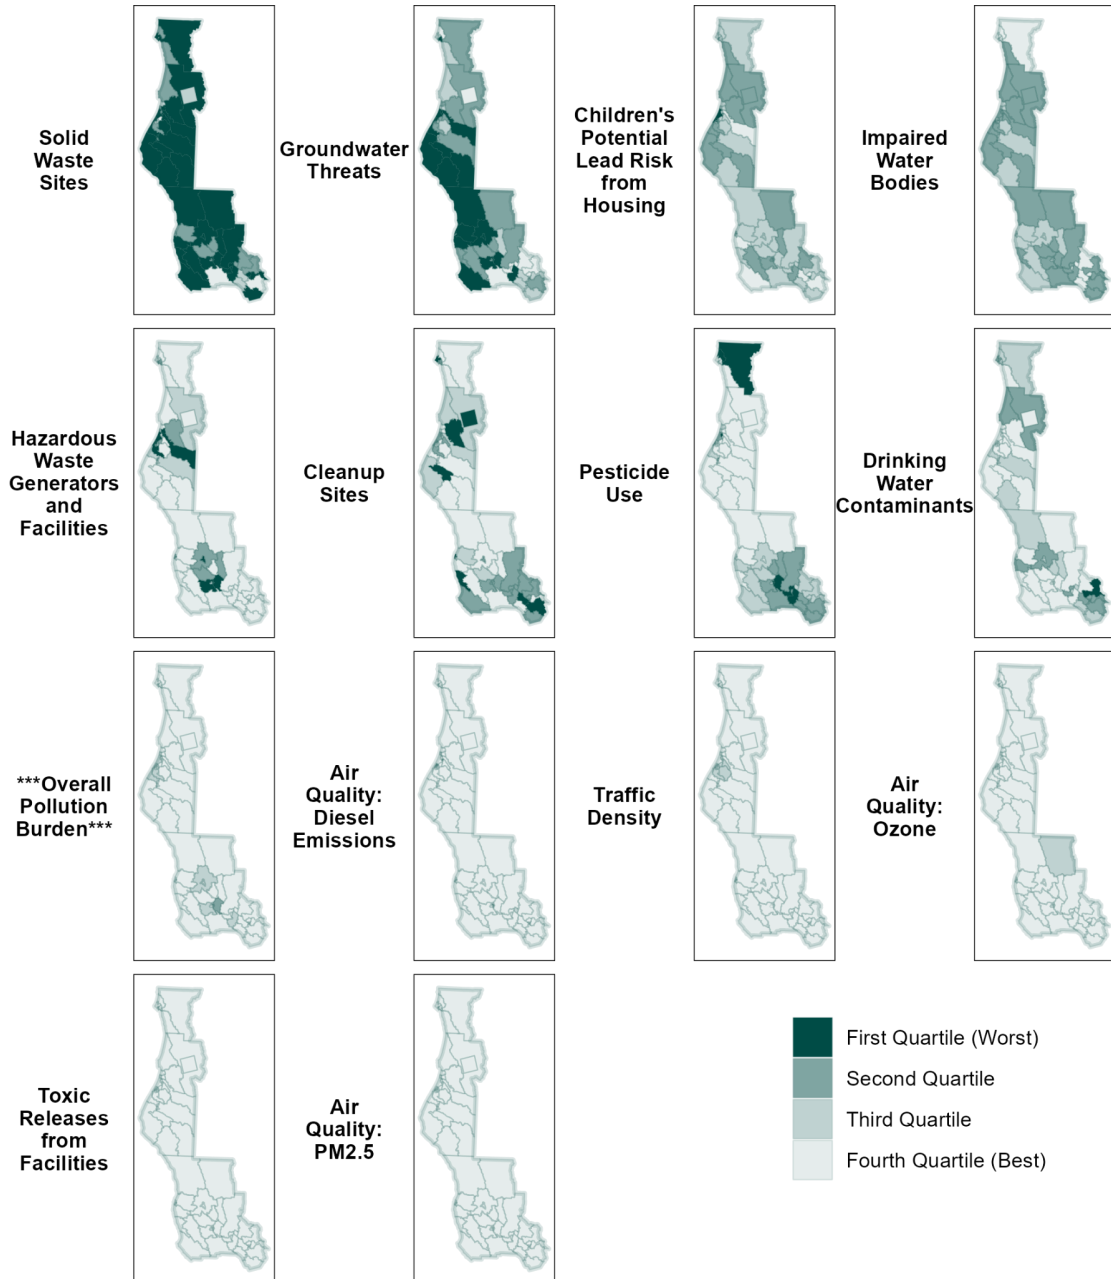 Solid
Waste
Sites
Groundwater
Threats
Children's
Potential
Lead Risk
from
Housing
Impaired
Water
Bodies
Hazardous
Waste
Generators
and
Facilities
Cleanup
Sites
Pesticide
Use
Drinking
Water
Contaminants
***Overall
Pollution
Burden***
Air
Quality:
Diesel
Emissions
Traffic
Density
Air
Quality:
Ozone
Toxic
Releases
from
Facilities
Air
Quality:
PM2.5
First Quartile (Worst)
Second Quartile
Third Quartile
Fourth Quartile (Best)